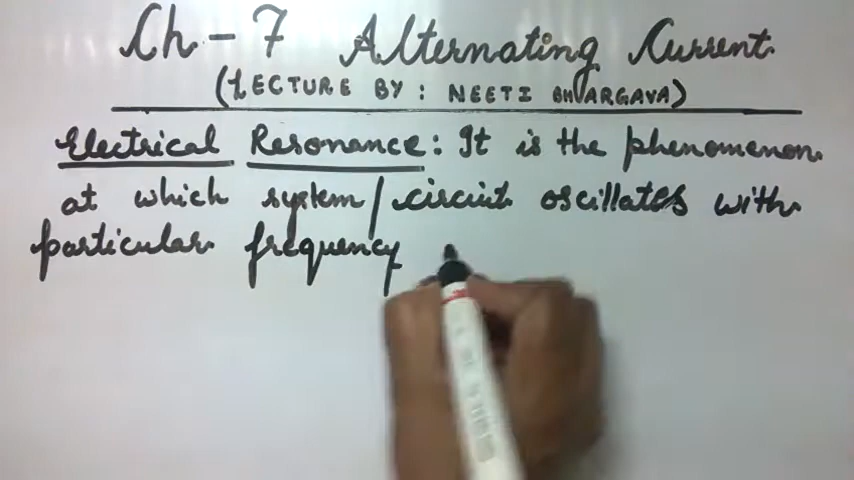 Ch - 7 Alternating Current
(LECTURE BY : NEETI BHARGAVA)
Electrical Resonance : It is the phenomenon
at which system / circuit oscillates with
particular frequency